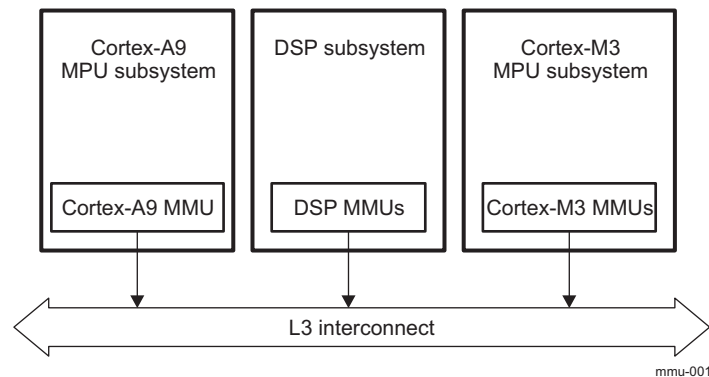 Cortex-A9
MPU subsystem
DSP subsystem
Cortex-M3
MPU subsystem
Cortex-A9 MMU
DSP MMUs
Cortex-M3 MMUs
L3 interconnect
mmu-001